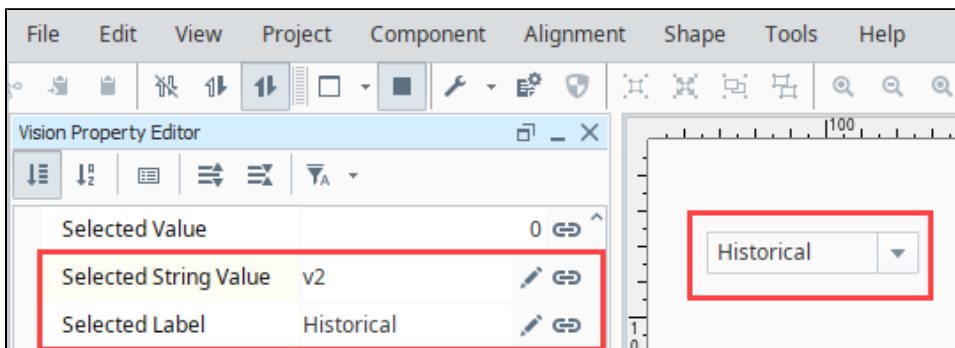 File Edit View Project Component Alignment Shape Tools Help
Vision Property Editor
100
Selected Value 0
Selected String Value v2
Historical
Selected Label Historical
1